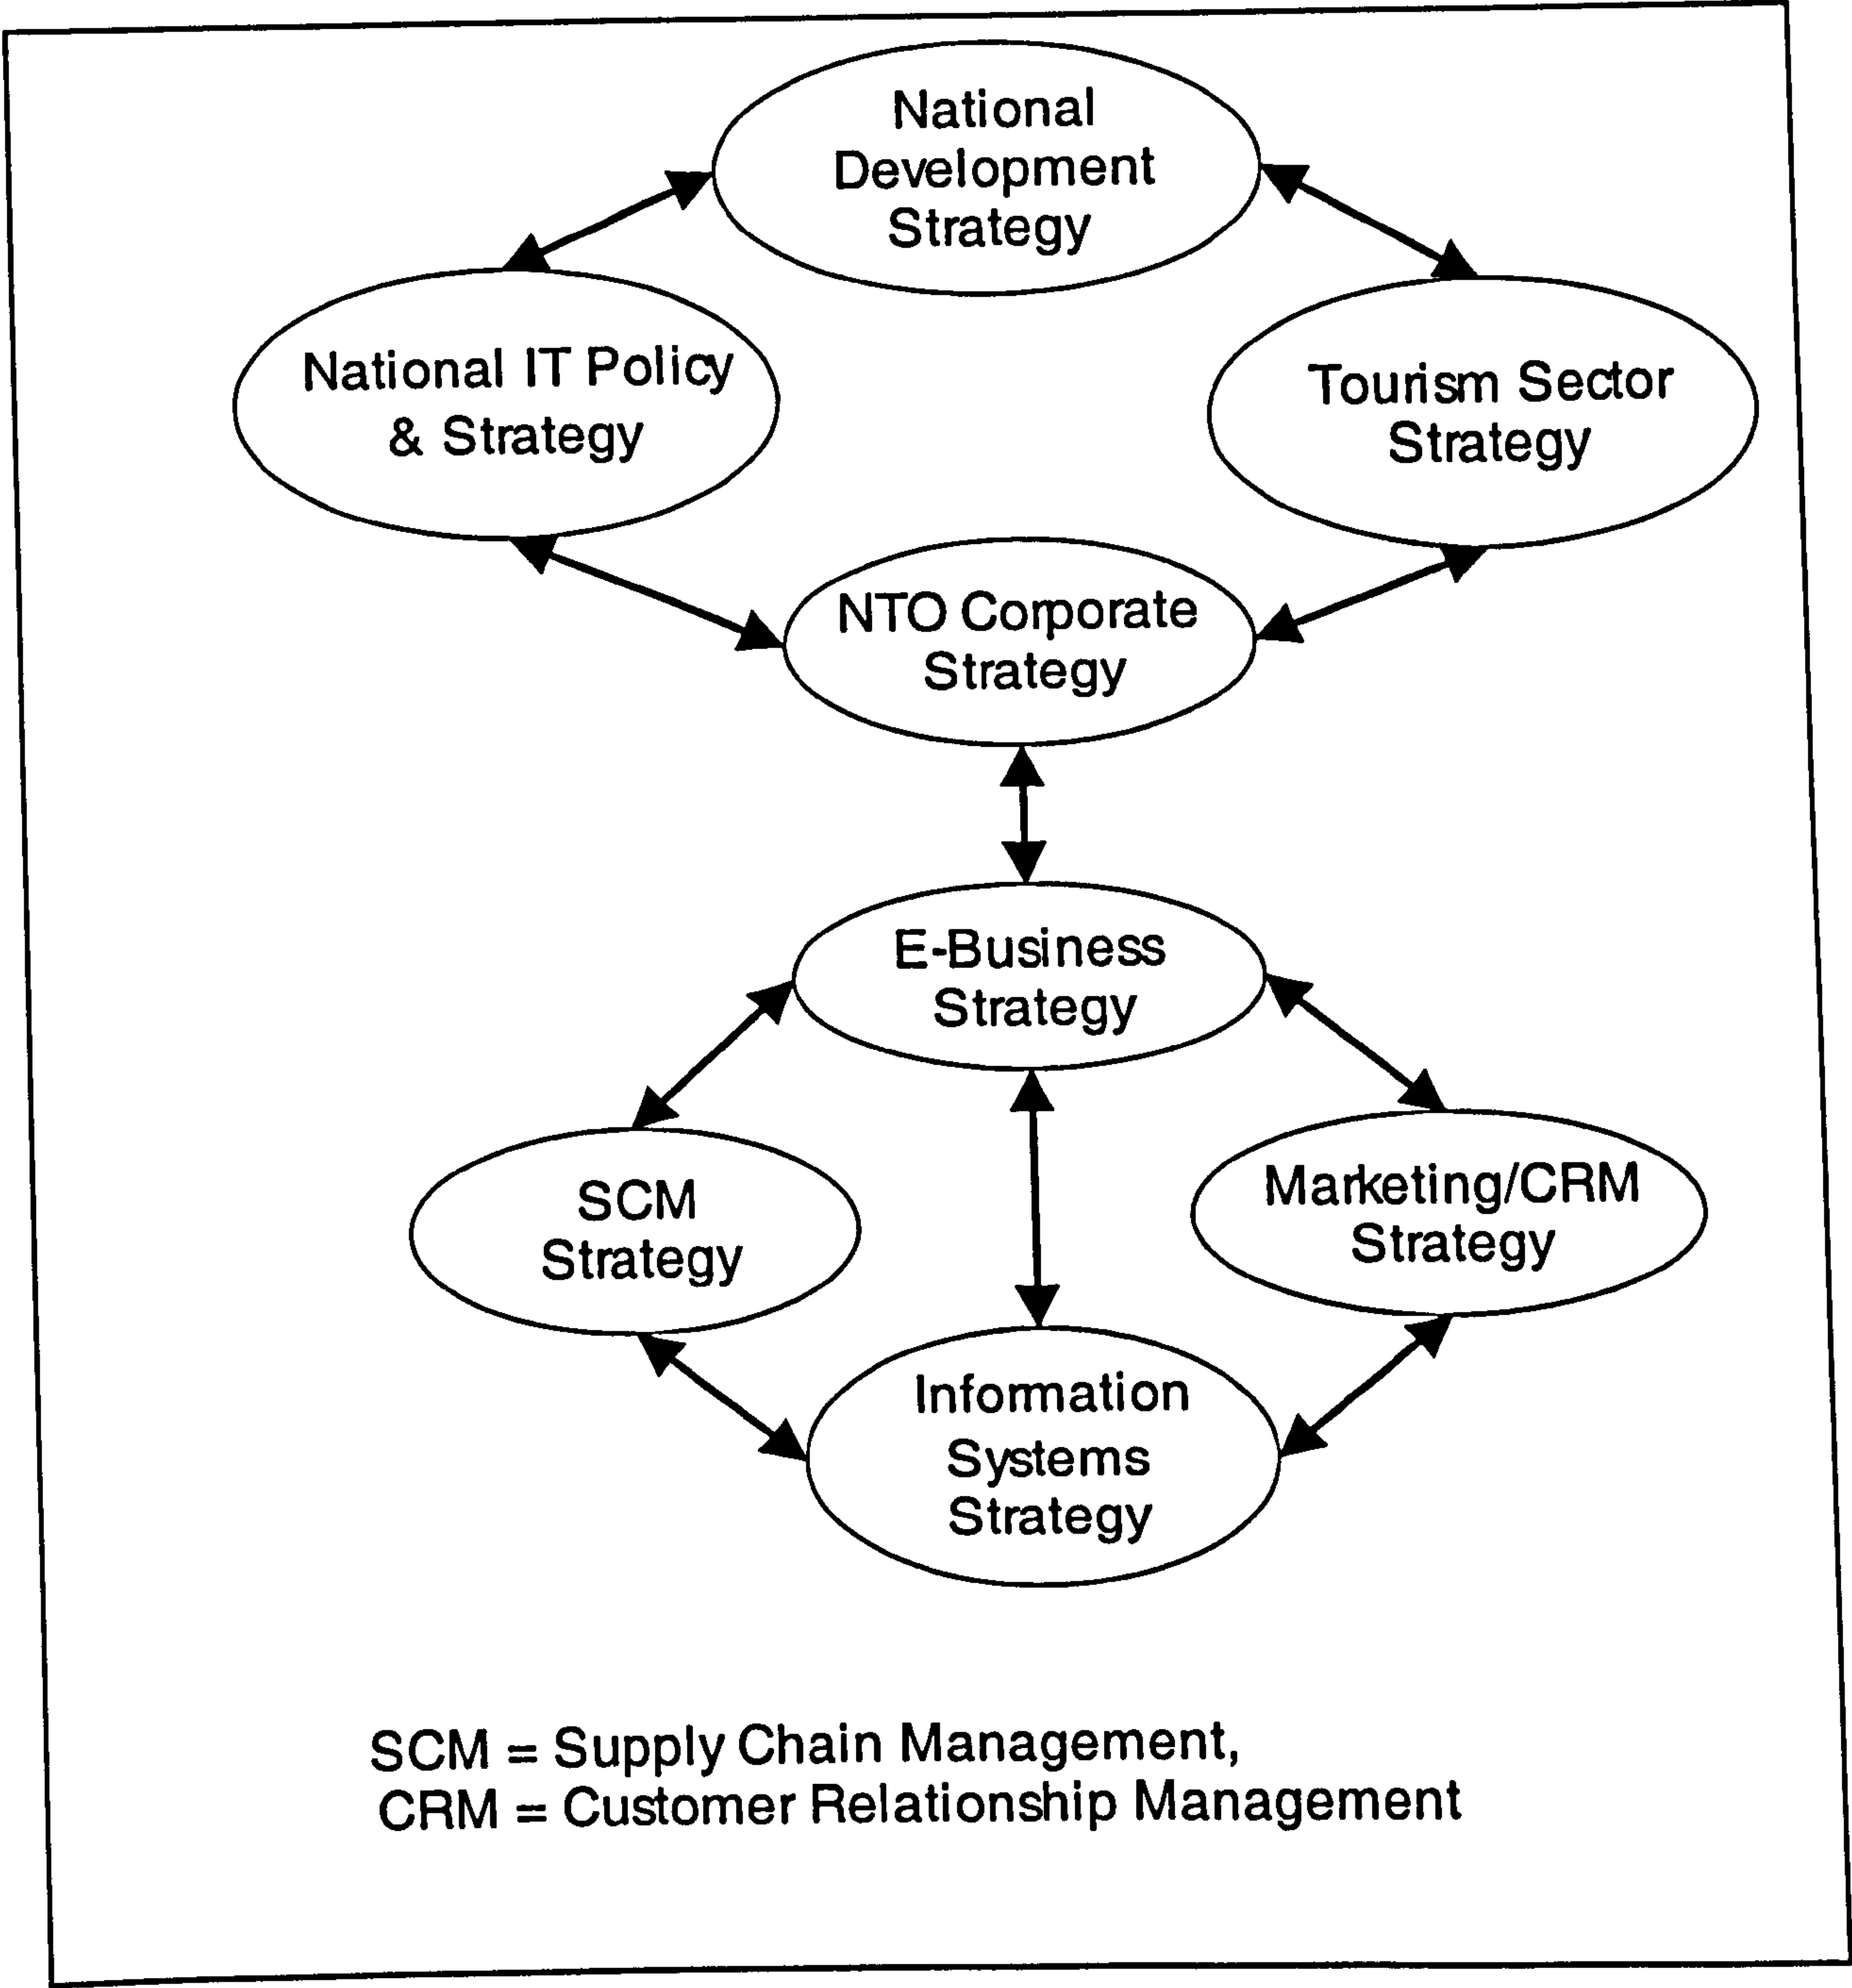 National
Development
Strategy
National IT Policy
& Strategy
Tourism Sector
Strategy
NTO Corporate
Strategy
E-Business
Strategy
SCM
Strategy
Marketing/CRM
Strategy
Information
Systems
Strategy
SCM = Supply Chain Management,
CRM = Customer Relationship Management